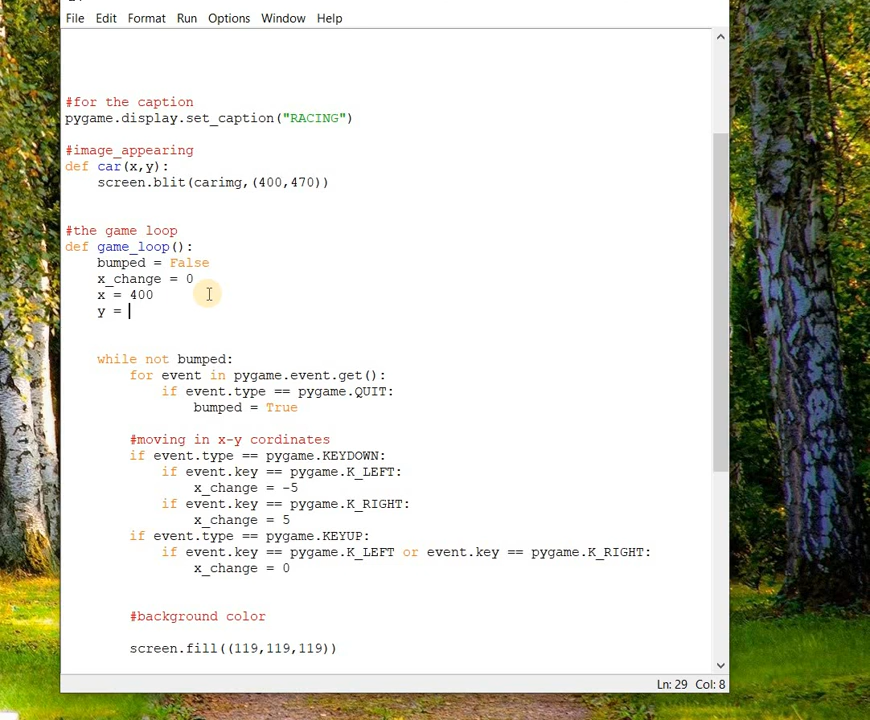 File Edit Format Run Options Window Help
#for the caption
pygame.display.set_caption("RACING")
#image_appearing
def car(x,y):
    screen.blit(carimg,(400,470))
#the game loop
def game_loop():
    bumped = False
    x_change = 0
    x = 400
    y =
    while not bumped:
        for event in pygame.event.get():
            if event.type == pygame.QUIT:
                bumped = True
        #moving in x-y cordinates
        if event.type == pygame.KEYDOWN:
            if event.key == pygame.K_LEFT:
                x_change = -5
            if event.key == pygame.K_RIGHT:
                x_change = 5
        if event.type == pygame.KEYUP:
            if event.key == pygame.K_LEFT or event.key == pygame.K_RIGHT:
                x_change = 0
        #background color
        screen.fill((119,119,119))
Ln: 29 Col: 8